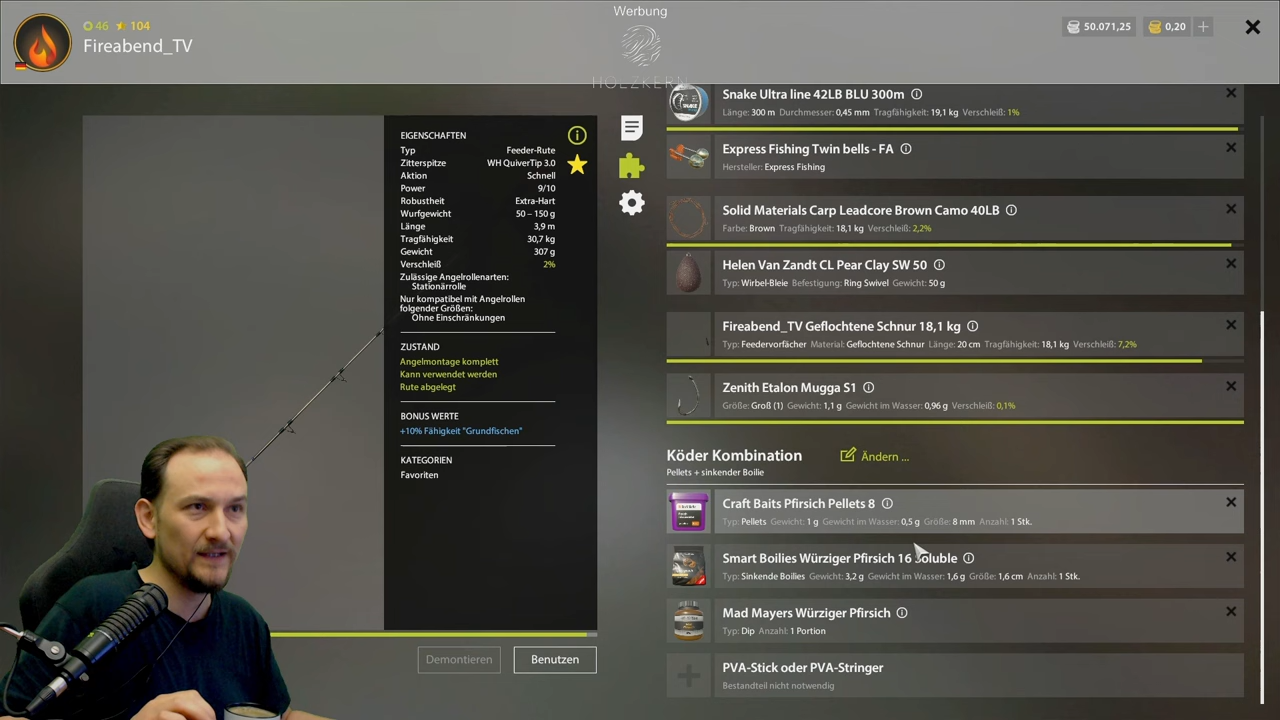 Werbung
HOLZKERN
46 104
Fireabend_TV
50.071,25
0,20
EIGENSCHAFTEN
Typ Feeder-Rute
Zitterspitze WH QuiverTip 3.0
Aktion Schnell
Power 9/10
Robustheit Extra-Hart
Wurfgewicht 50 – 150 g
Länge 3,9 m
Tragfähigkeit 30,7 kg
Gewicht 307 g
Verschleiß 2%
Zulässige Angelrollenarten:
Stationärrolle
Nur kompatibel mit Angelrollen
folgender Größen:
Ohne Einschränkungen
ZUSTAND
Angelmontage komplett
Kann verwendet werden
Rute abgelegt
BONUS WERTE
+10% Fähigkeit "Grundfischen"
KATEGORIEN
Favoriten
Demontieren
Benutzen
Snake Ultra line 42LB BLU 300m
Länge: 300 m Durchmesser: 0,45 mm Tragfähigkeit: 19,1 kg Verschleiß: 1%
Express Fishing Twin bells - FA
Hersteller: Express Fishing
Solid Materials Carp Leadcore Brown Camo 40LB
Farbe: Brown Tragfähigkeit: 18,1 kg Verschleiß: 2,2%
Helen Van Zandt CL Pear Clay SW 50
Typ: Wirbel-Bleie Befestigung: Ring Swivel Gewicht: 50 g
Fireabend_TV Geflochtene Schnur 18,1 kg
Typ: Feedervorfächer Material: Geflochtene Schnur Länge: 20 cm Tragfähigkeit: 18,1 kg Verschleiß: 7,2%
Zenith Etalon Mugga S1
Größe: Groß (1) Gewicht: 1,1 g Gewicht im Wasser: 0,96 g Verschleiß: 0,1%
Köder Kombination
Ändern ...
Pellets + sinkender Boilie
Craft Baits Pfirsich Pellets 8
Typ: Pellets Gewicht: 1 g Gewicht im Wasser: 0,5 g Größe: 8 mm Anzahl: 1 Stk.
Smart Boilies Würziger Pfirsich 16 Soluble
Typ: Sinkende Boilies Gewicht: 3,2 g Gewicht im Wasser: 1,6 g Größe: 1,6 cm Anzahl: 1 Stk.
Mad Mayers Würziger Pfirsich
Typ: Dip Anzahl: 1 Portion
PVA-Stick oder PVA-Stringer
Bestandteil nicht notwendig